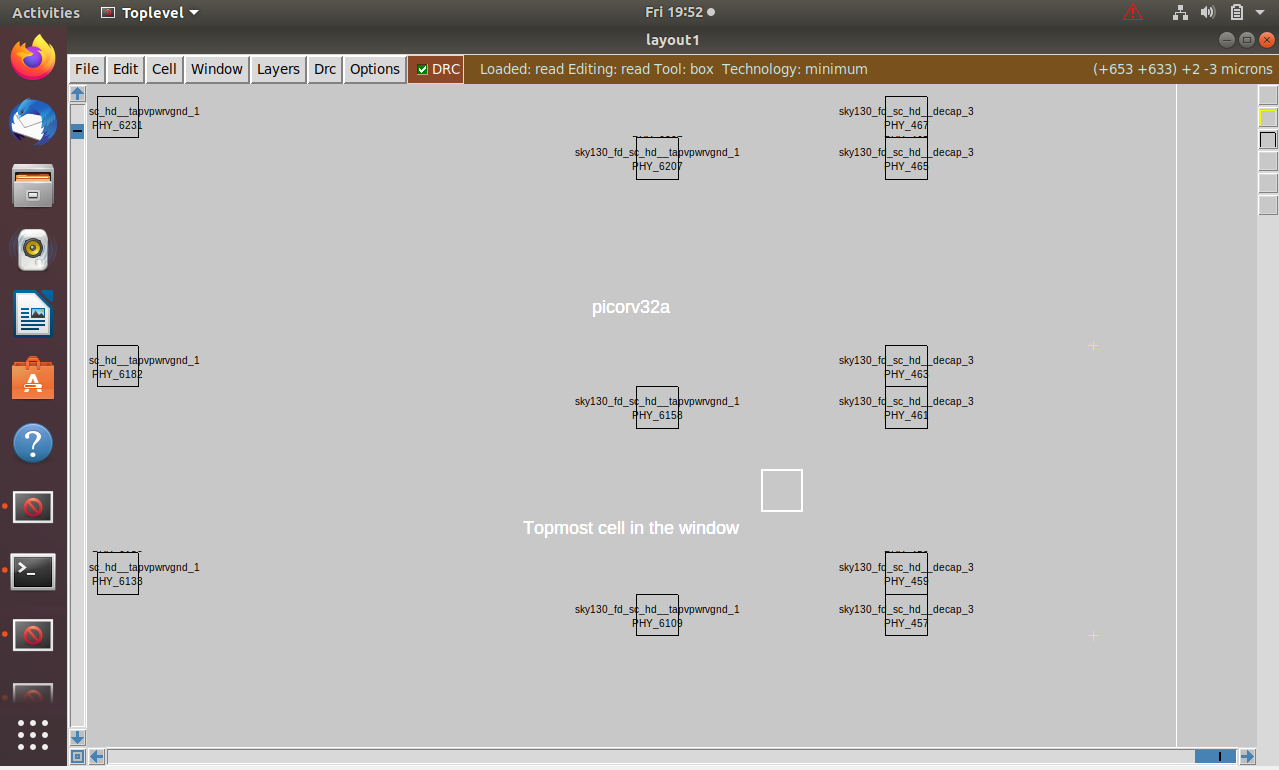 Activities
Toplevel
Fri 19:52
layout1
File Edit Cell Window Layers Drc Options DRC Loaded: read Editing: read Tool: box Technology: minimum (+653 +633) +2 -3 microns
sc_hd__tapvpwrvgnd_1
PHY_6231
sky130_fd_sc_hd__decap_3
PHY_467
sky130_fd_sc_hd__tapvpwrvgnd_1
PHY_6207
sky130_fd_sc_hd__decap_3
PHY_465
picorv32a
sc_hd__tapvpwrvgnd_1
PHY_6182
sky130_fd_sc_hd__decap_3
PHY_463
sky130_fd_sc_hd__tapvpwrvgnd_1
PHY_6158
sky130_fd_sc_hd__decap_3
PHY_461
Topmost cell in the window
sc_hd__tapvpwrvgnd_1
PHY_6133
sky130_fd_sc_hd__decap_3
PHY_459
sky130_fd_sc_hd__tapvpwrvgnd_1
PHY_6109
sky130_fd_sc_hd__decap_3
PHY_457